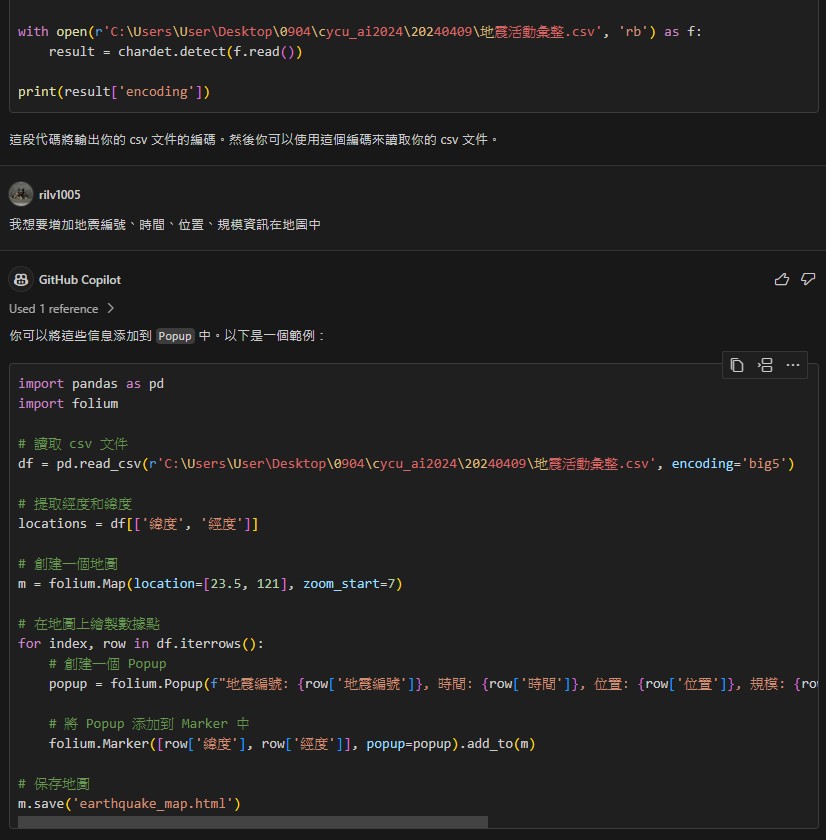 with open(r'C:\Users\User\Desktop\0904\cycu_ai2024\20240409\地震活動彙整.csv', 'rb') as f:
    result = chardet.detect(f.read())
print(result['encoding'])
這段代碼將輸出你的 csv 文件的編碼。然後你可以使用這個編碼來讀取你的 csv 文件。
rilv1005
我想要增加地震編號、時間、位置、規模資訊在地圖中
GitHub Copilot
Used 1 reference
你可以將這些信息添加到 Popup 中。以下是一個範例：
import pandas as pd
import folium
# 讀取 csv 文件
df = pd.read_csv(r'C:\Users\User\Desktop\0904\cycu_ai2024\20240409\地震活動彙整.csv', encoding='big5')
# 提取經度和緯度
locations = df[['緯度', '經度']]
# 創建一個地圖
m = folium.Map(location=[23.5, 121], zoom_start=7)
# 在地圖上繪製數據點
for index, row in df.iterrows():
    # 創建一個 Popup
    popup = folium.Popup(f"地震編號: {row['地震編號']}, 時間: {row['時間']}, 位置: {row['位置']}, 規模: {ro
    # 將 Popup 添加到 Marker 中
    folium.Marker([row['緯度'], row['經度']], popup=popup).add_to(m)
# 保存地圖
m.save('earthquake_map.html')